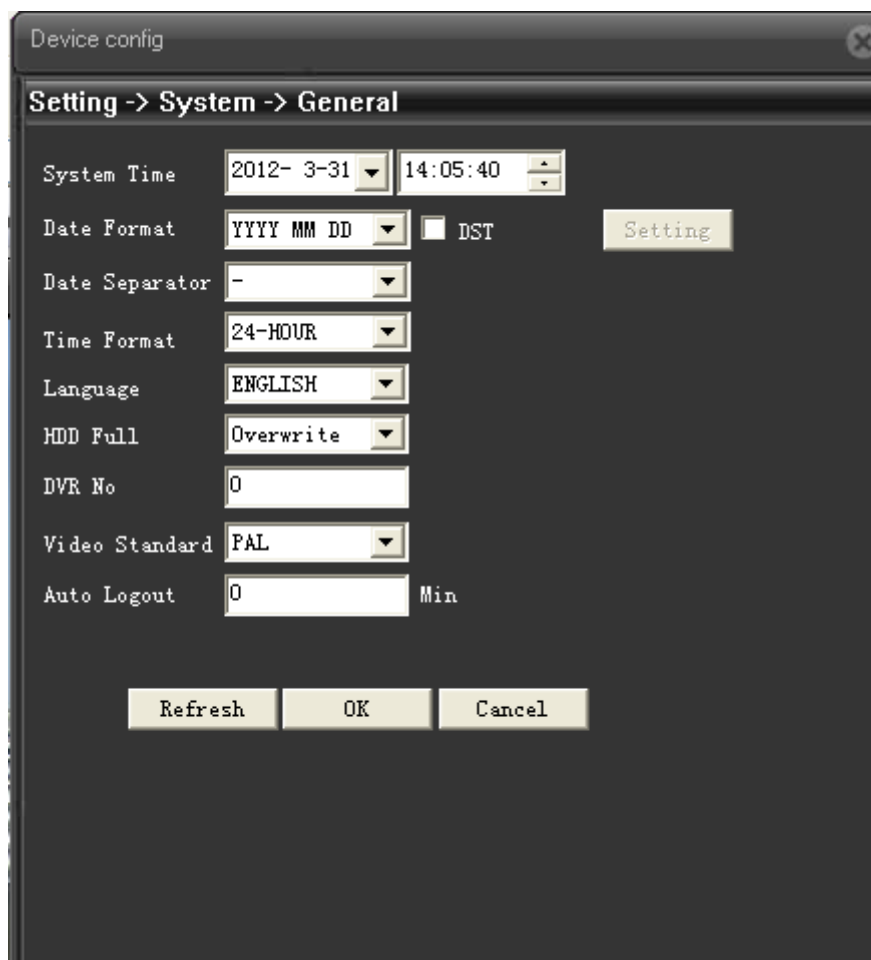 Device config
Setting -> System -> General
System Time 2012- 3-31 14:05:40
Date Format YYYY MM DD DST Setting
Date Separator -
Time Format 24-HOUR
Language ENGLISH
HDD Full Overwrite
DVR No 0
Video Standard PAL
Auto Logout 0 Min
Refresh OK Cancel